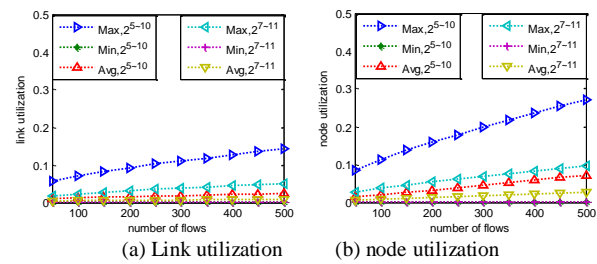 0.5
0.4
0.3
0.2
0.1
0
link utilization
Max,2^5~10
Min,2^5~10
Avg,2^5~10
Max,2^7~11
Min,2^7~11
Avg,2^7~11
100 200 300 400 500
number of flows
(a) Link utilization
0.5
0.4
0.3
0.2
0.1
0
node utilization
Max,2^5~10
Min,2^5~10
Avg,2^5~10
Max,2^7~11
Min,2^7~11
Avg,2^7~11
100 200 300 400 500
number of flows
(b) node utilization